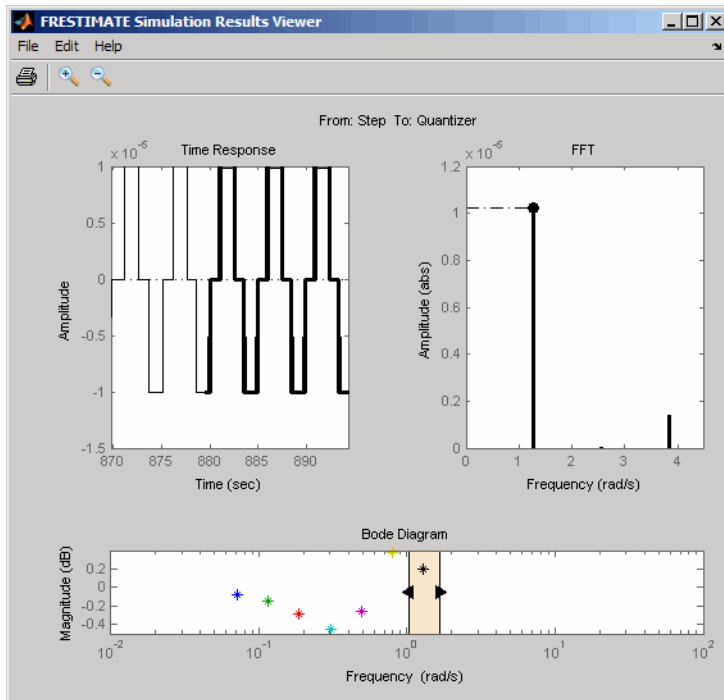 FRESTIMATE Simulation Results Viewer
File Edit Help
From: Step To: Quantizer
Time Response
x 10^-6
1
0.5
0
-0.5
-1
-1.5
870 875 880 885 890
Time (sec)
Amplitude
FFT
x 10^-6
1.2
1
0.8
0.6
0.4
0.2
0
0 1 2 3 4
Frequency (rad/s)
Amplitude (abs)
Bode Diagram
0.2
0
-0.2
-0.4
10^-2 10^-1 10^0 10^1 10^2
Frequency (rad/s)
Magnitude (dB)